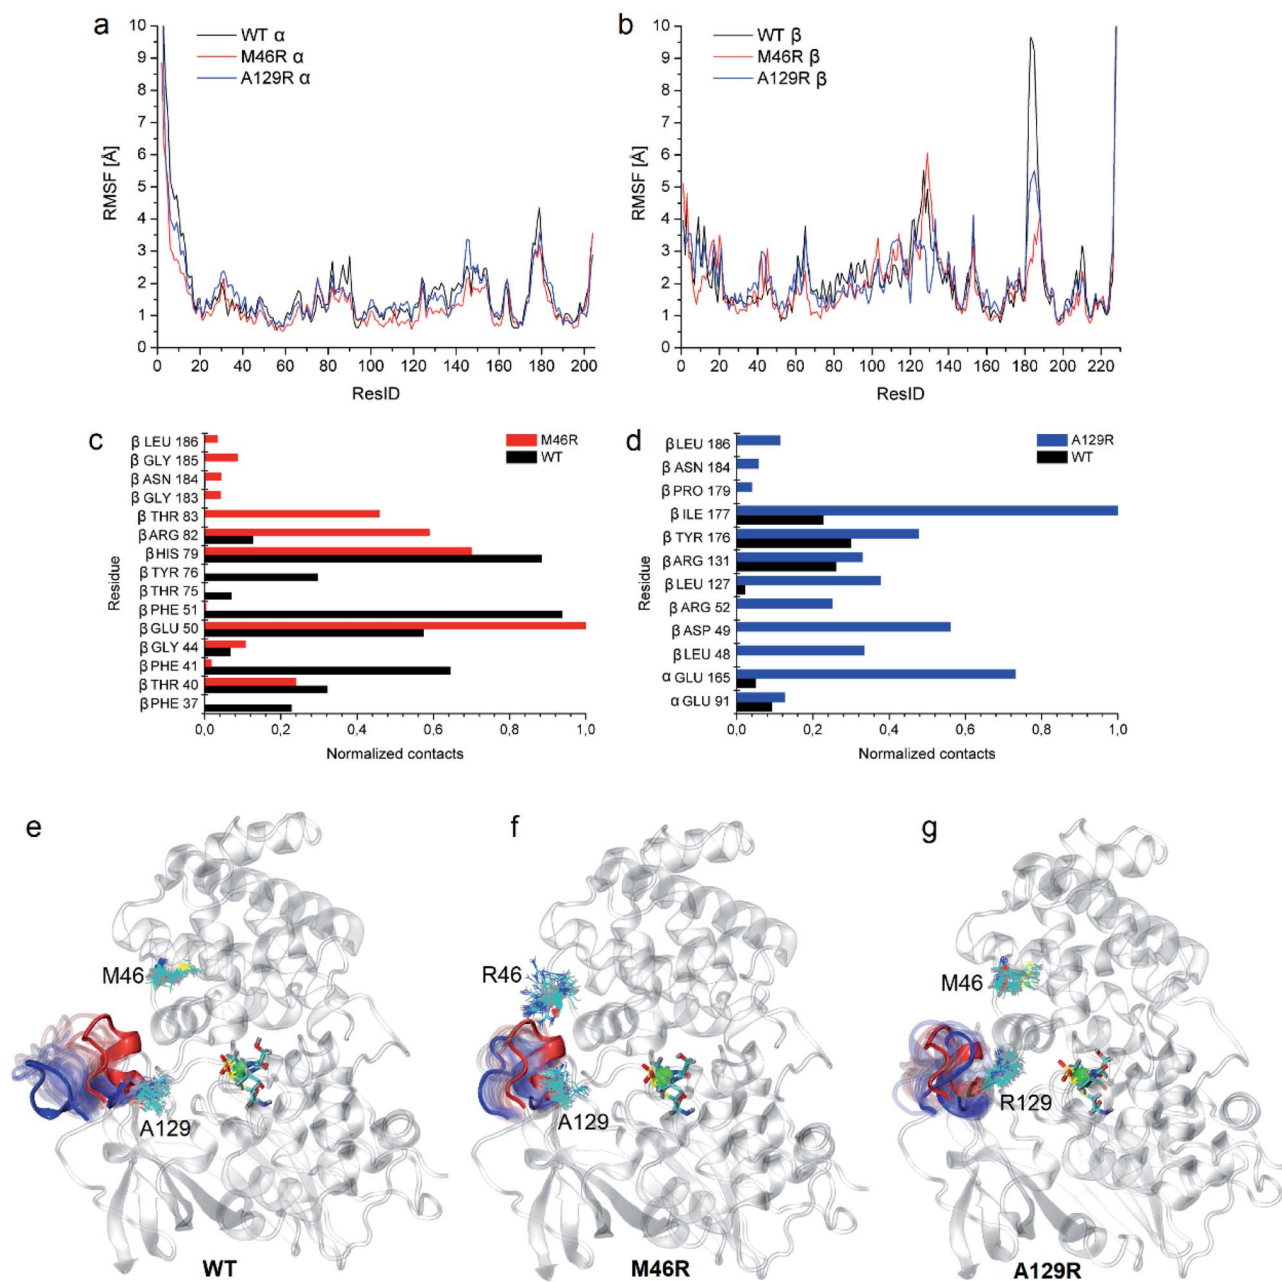 a
10
9
8
7
6
5
4
3
2
1
0
RMSF [Å]
WT α
M46R α
A129R α
0 20 40 60 80 100 120 140 160 180 200
ResID
b
10
9
8
7
6
5
4
3
2
1
0
RMSF [Å]
WT β
M46R β
A129R β
0 20 40 60 80 100 120 140 160 180 200 220
ResID
c
β LEU 186
β GLY 185
β ASN 184
β GLY 183
β THR 83
β ARG 82
β HIS 79
β TYR 76
β THR 75
β PHE 51
β GLU 50
β GLY 44
β PHE 41
β THR 40
β PHE 37
Residue
M46R
WT
0,0 0,2 0,4 0,6 0,8 1,0
Normalized contacts
d
β LEU 186
β ASN 184
β PRO 179
β ILE 177
β TYR 176
β ARG 131
β LEU 127
β ARG 52
β ASP 49
β LEU 48
α GLU 165
α GLU 91
Residue
A129R
WT
0,0 0,2 0,4 0,6 0,8 1,0
Normalized contacts
e
M46
A129
WT
f
R46
A129
M46R
g
M46
R129
A129R